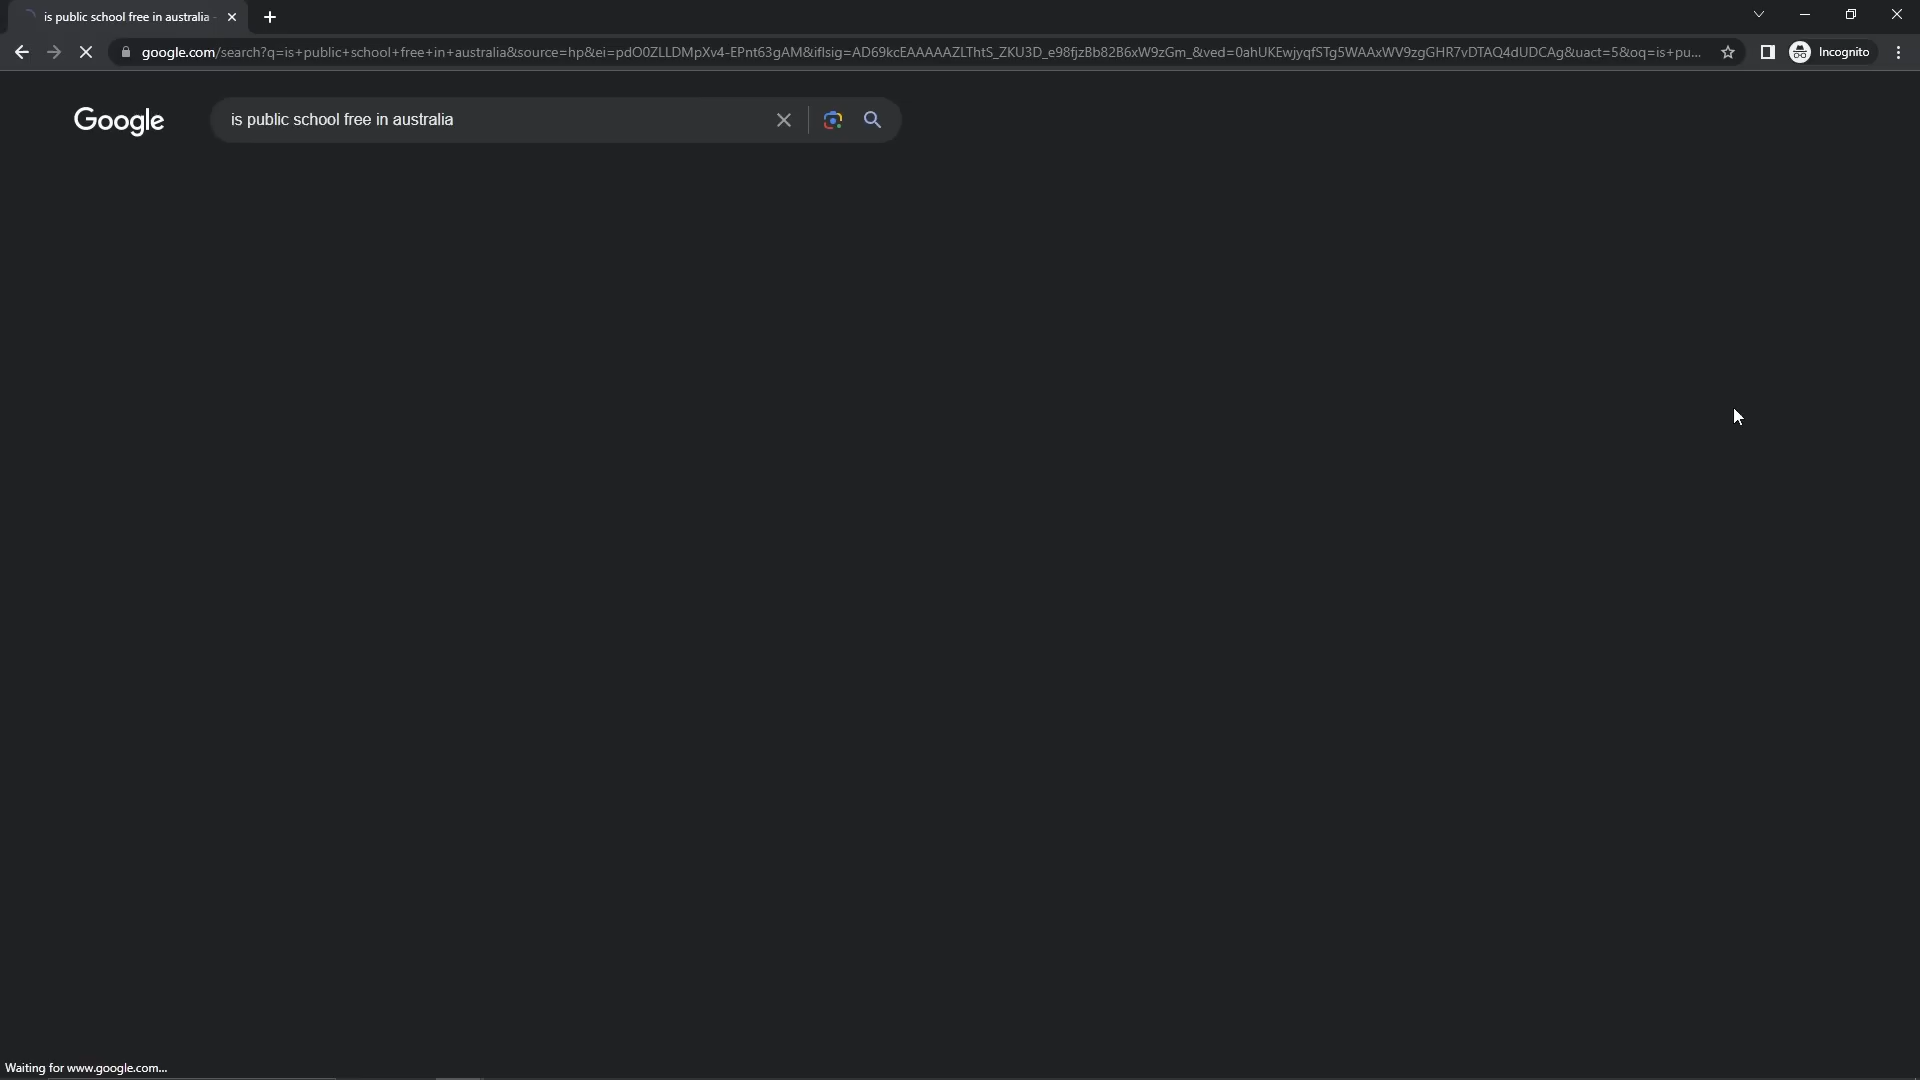 is public school free in australia
google.com/search?q=is+public+school+free+in+australia&source=hp&ei=pdO0ZLLDMpXv4-EPnt63gAM&iflsig=AD69kcEAAAAAZLThtS_ZKU3D_e98fjzBb82B6xW9zGm_&ved=0ahUKEwjyqfSTg5WAAxWV9zgGHR7vDTAQ4dUDCAg&uact=5&oq=is+pu...
Incognito
Google
is public school free in australia
Waiting for www.google.com...